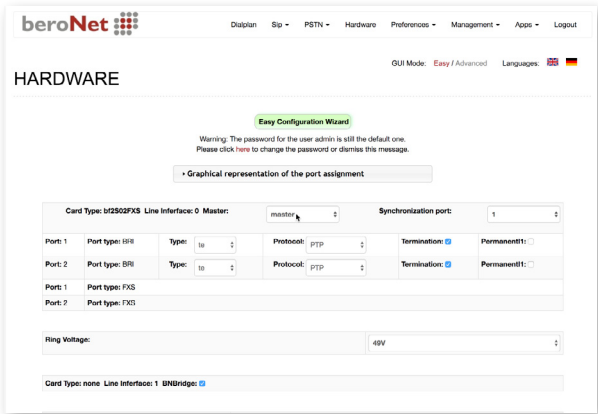 beroNet
Dialplan Sip PSTN Hardware Preferences Management Apps Logout
GUI Mode: Easy / Advanced Languages:
HARDWARE
Easy Configuration Wizard
Warning: The password for the user admin is still the default one.
Please click here to change the password or dismiss this message.
Graphical representation of the port assignment
Card Type: bf2S02FXS Line Inferface: 0 Master: master Synchronization port: 1
Port: 1 Port type: BRI Type: te Protocol: PTP Termination: Permanentl1:
Port: 2 Port type: BRI Type: te Protocol: PTP Termination: Permanentl1:
Port: 1 Port type: FXS
Port: 2 Port type: FXS
Ring Voltage: 49V
Card Type: none Line Inferface: 1 BNBridge: